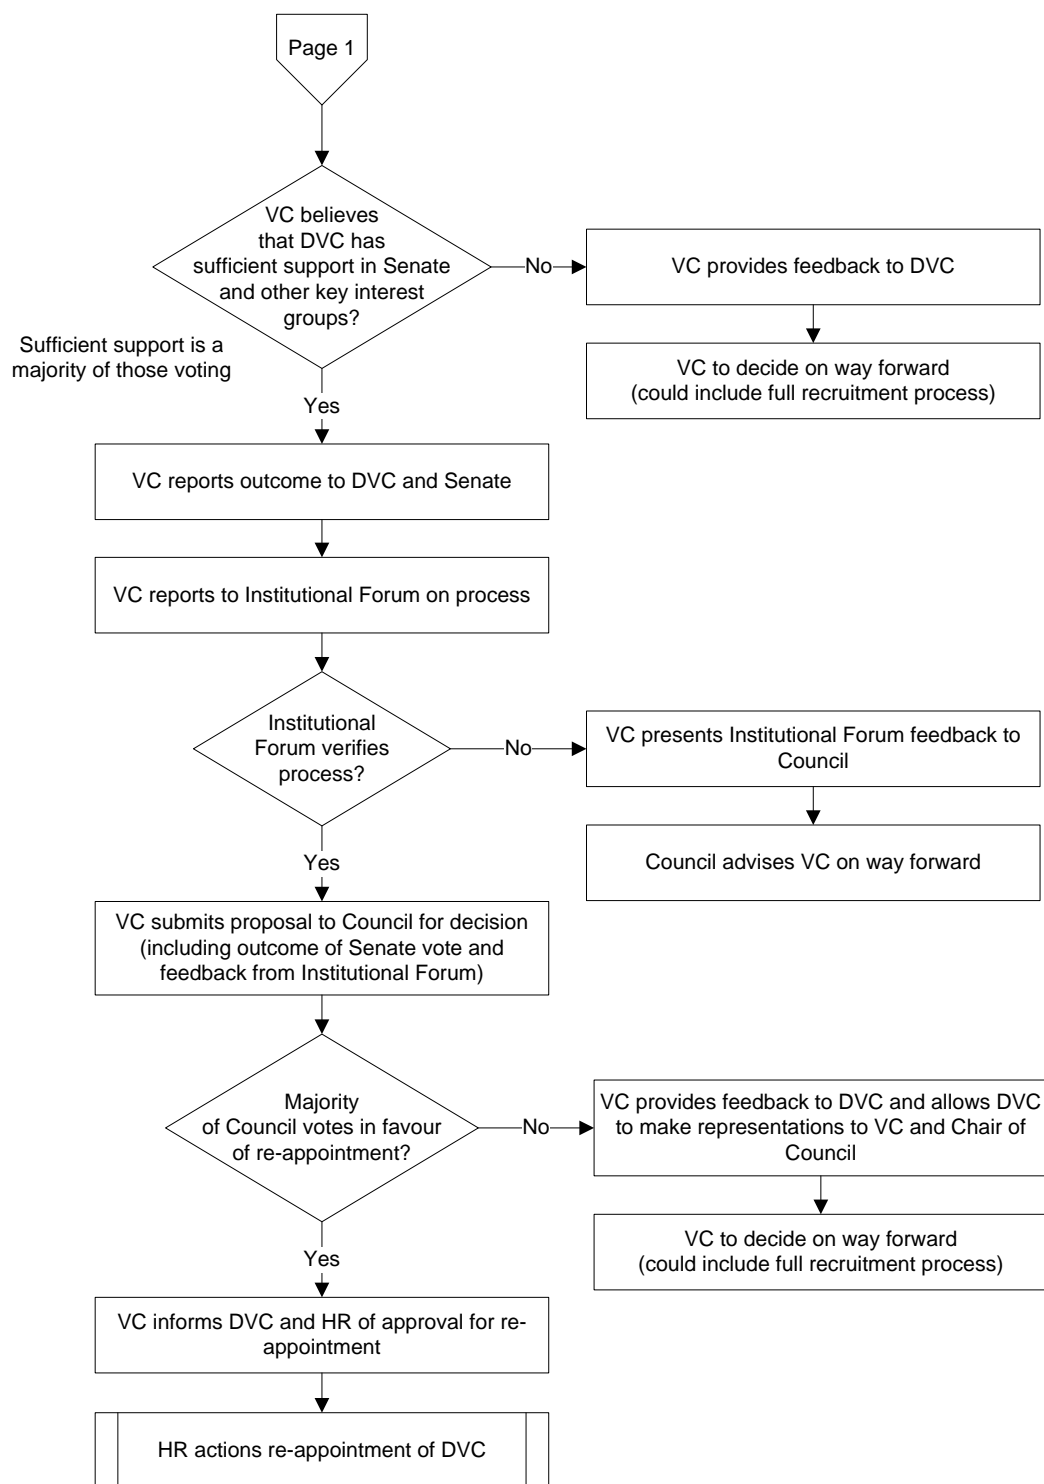 Page 1
VC believes
that DVC has
sufficient support in Senate
and other key interest
groups?
No
VC provides feedback to DVC
Sufficient support is a
majority of those voting
VC to decide on way forward
(could include full recruitment process)
Yes
VC reports outcome to DVC and Senate
VC reports to Institutional Forum on process
Institutional
Forum verifies
process?
No
VC presents Institutional Forum feedback to
Council
Council advises VC on way forward
Yes
VC submits proposal to Council for decision
(including outcome of Senate vote and
feedback from Institutional Forum)
Majority
of Council votes in favour
of re-appointment?
No
VC provides feedback to DVC and allows DVC
to make representations to VC and Chair of
Council
VC to decide on way forward
(could include full recruitment process)
Yes
VC informs DVC and HR of approval for re-
appointment
HR actions re-appointment of DVC